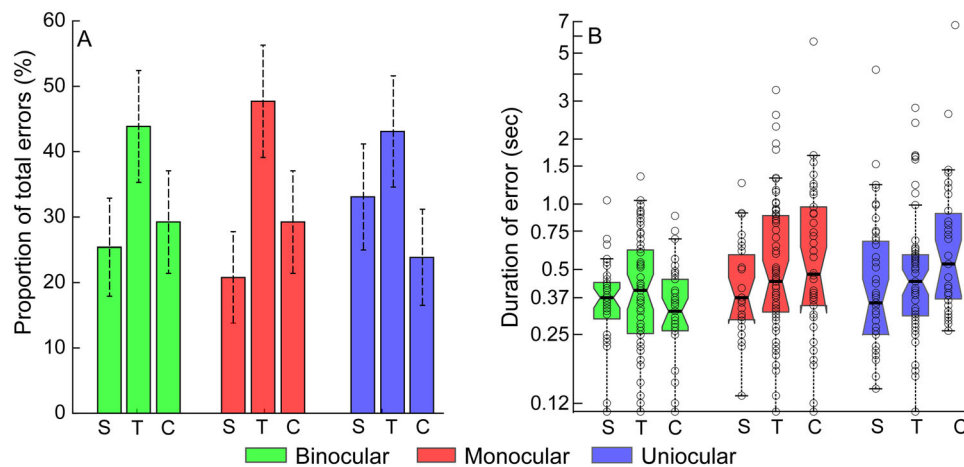 A
Proportion of total errors (%)
60
50
40
30
20
10
0
S T C S T C S T C
B
Duration of error (sec)
7
5
3
2
1.5
1.0
0.75
0.5
0.37
0.25
0.12
S T C S T C S T C
Binocular Monocular Uniocular